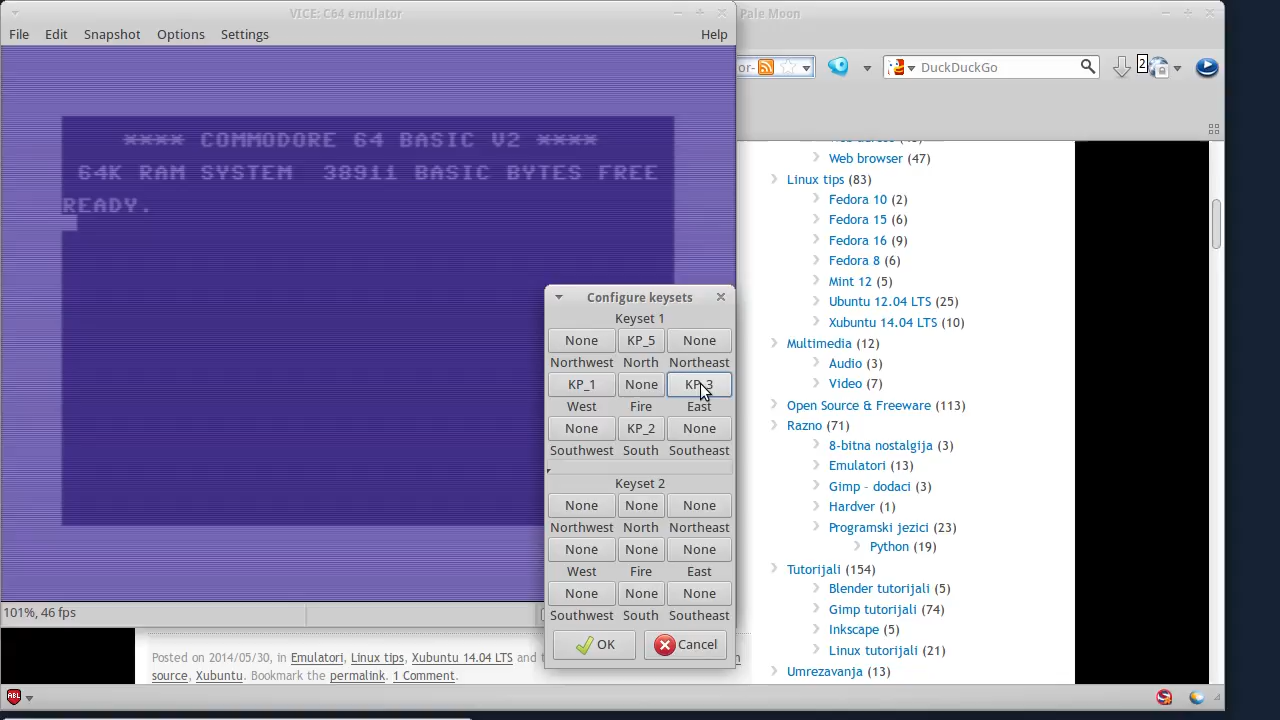 VICE: C64 emulator
Pale Moon
File Edit Snapshot Options Settings Help
or-
DuckDuckGo
2
**** COMMODORE 64 BASIC V2 ****
64K RAM SYSTEM 38911 BASIC BYTES FREE
READY.
Web browser (47)
Linux tips (83)
Fedora 10 (2)
Fedora 15 (6)
Fedora 16 (9)
Fedora 8 (6)
Mint 12 (5)
Ubuntu 12.04 LTS (25)
Xubuntu 14.04 LTS (10)
Multimedia (12)
Audio (3)
Video (7)
Open Source & Freeware (113)
Razno (71)
8-bitna nostalgija (3)
Emulatori (13)
Gimp - dodaci (3)
Hardver (1)
Programski jezici (23)
Python (19)
Tutorijali (154)
Blender tutorijali (5)
Gimp tutorijali (74)
Inkscape (5)
Linux tutorijali (21)
Umrezavanja (13)
Configure keysets
Keyset 1
None KP_5 None
Northwest North Northeast
KP_1 None KP_3
West Fire East
None KP_2 None
Southwest South Southeast
Keyset 2
None None None
Northwest North Northeast
None None None
West Fire East
None None None
Southwest South Southeast
OK Cancel
101%, 46 fps
Posted on 2014/05/30, in Emulatori, Linux tips, Xubuntu 14.04 LTS and
source, Xubuntu. Bookmark the permalink. 1 Comment.
ABL